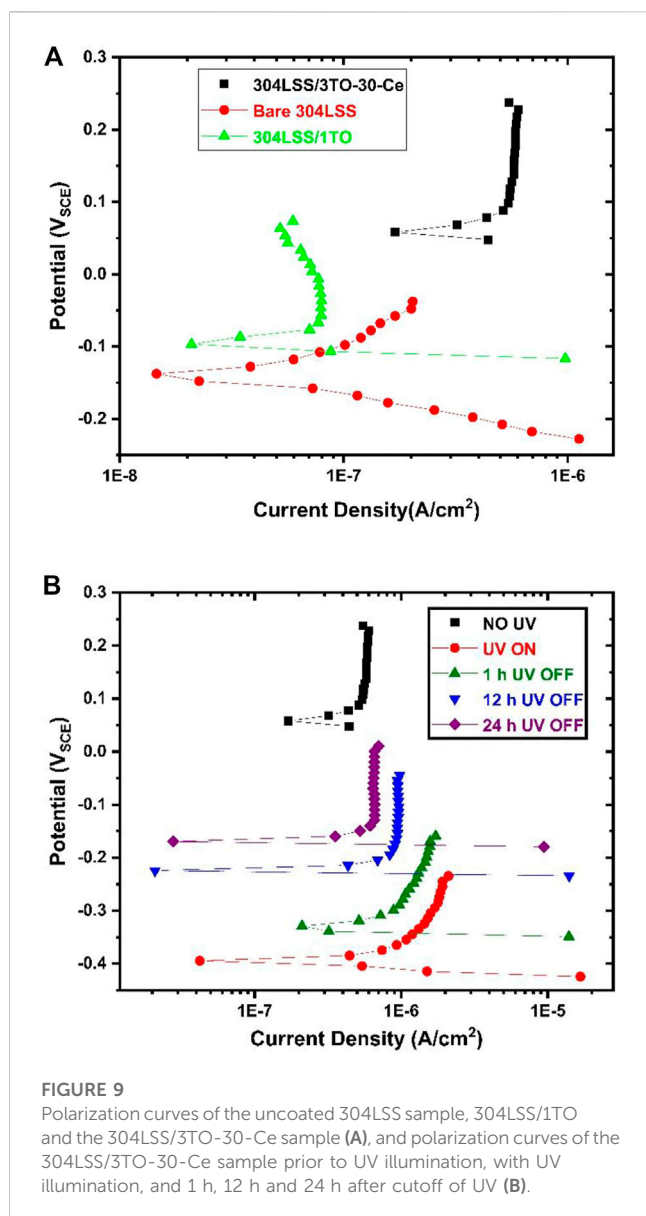 A
0.3
0.2
0.1
0.0
-0.1
-0.2
Potential (V_SCE)
304LSS/3TO-30-Ce
Bare 304LSS
304LSS/1TO
1E-8
1E-7
1E-6
Current Density(A/cm²)
B
0.3
0.2
0.1
0.0
-0.1
-0.2
-0.3
-0.4
Potential (V_SCE)
NO UV
UV ON
1 h UV OFF
12 h UV OFF
24 h UV OFF
1E-7
1E-6
1E-5
Current Density (A/cm²)
FIGURE 9
Polarization curves of the uncoated 304LSS sample, 304LSS/1TO
and the 304LSS/3TO-30-Ce sample (A), and polarization curves of the
304LSS/3TO-30-Ce sample prior to UV illumination, with UV
illumination, and 1 h, 12 h and 24 h after cutoff of UV (B).